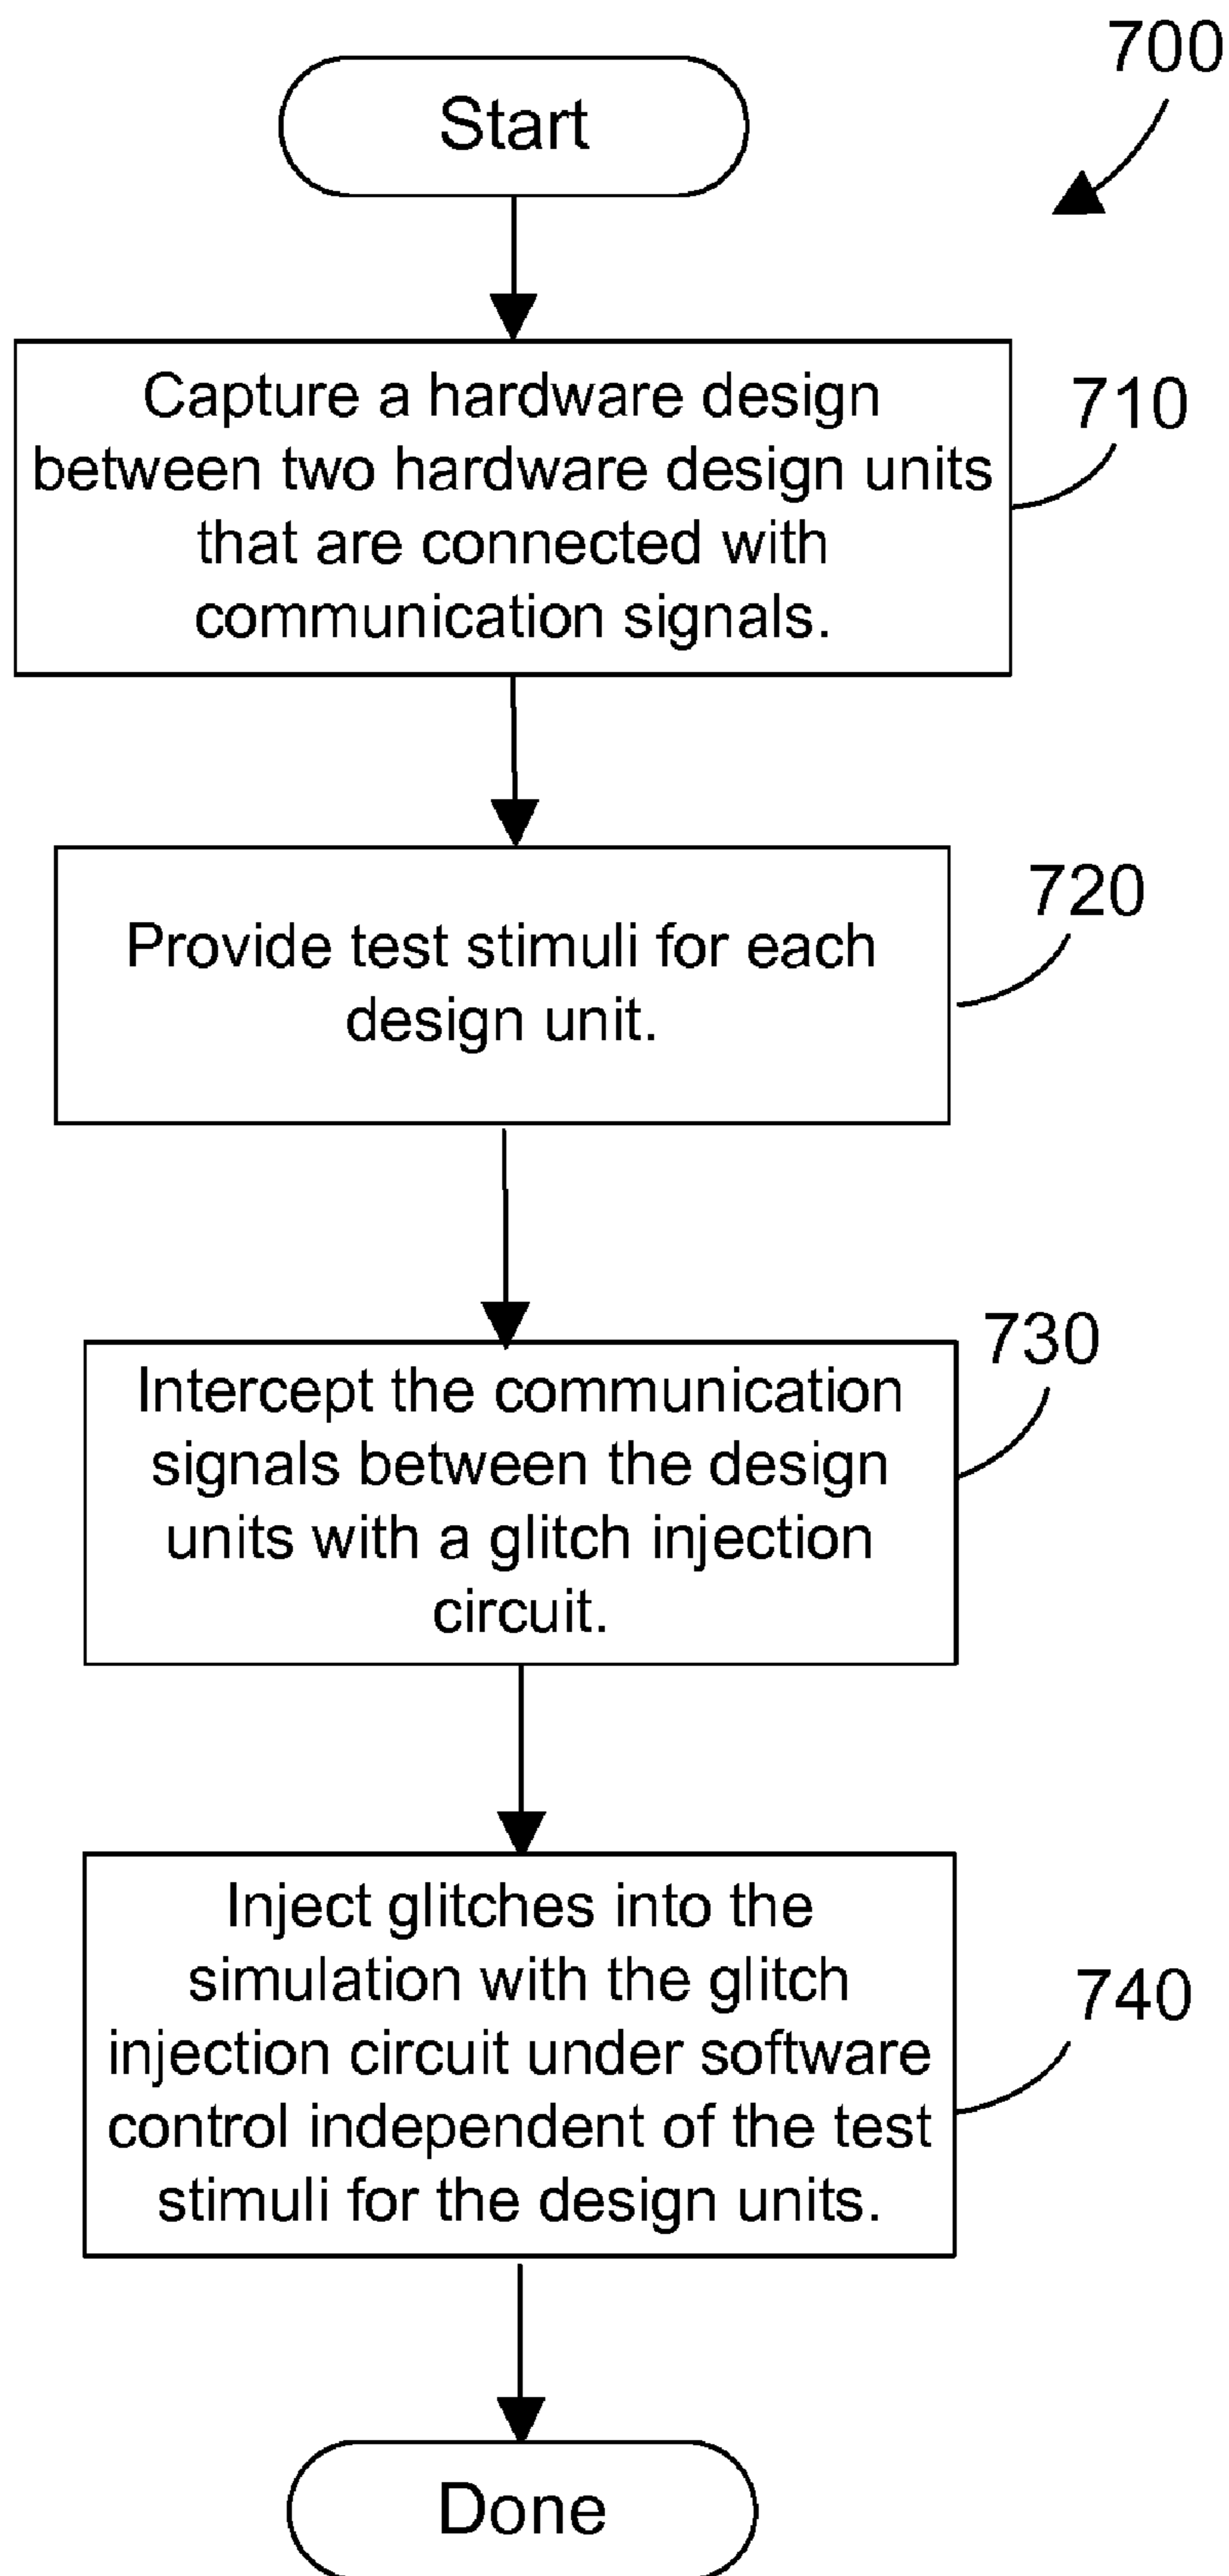 700
Start
Capture a hardware design
between two hardware design units
that are connected with
communication signals.
710
Provide test stimuli for each
design unit.
720
Intercept the communication
signals between the design
units with a glitch injection
circuit.
730
Inject glitches into the
simulation with the glitch
injection circuit under software
control independent of the test
stimuli for the design units.
740
Done